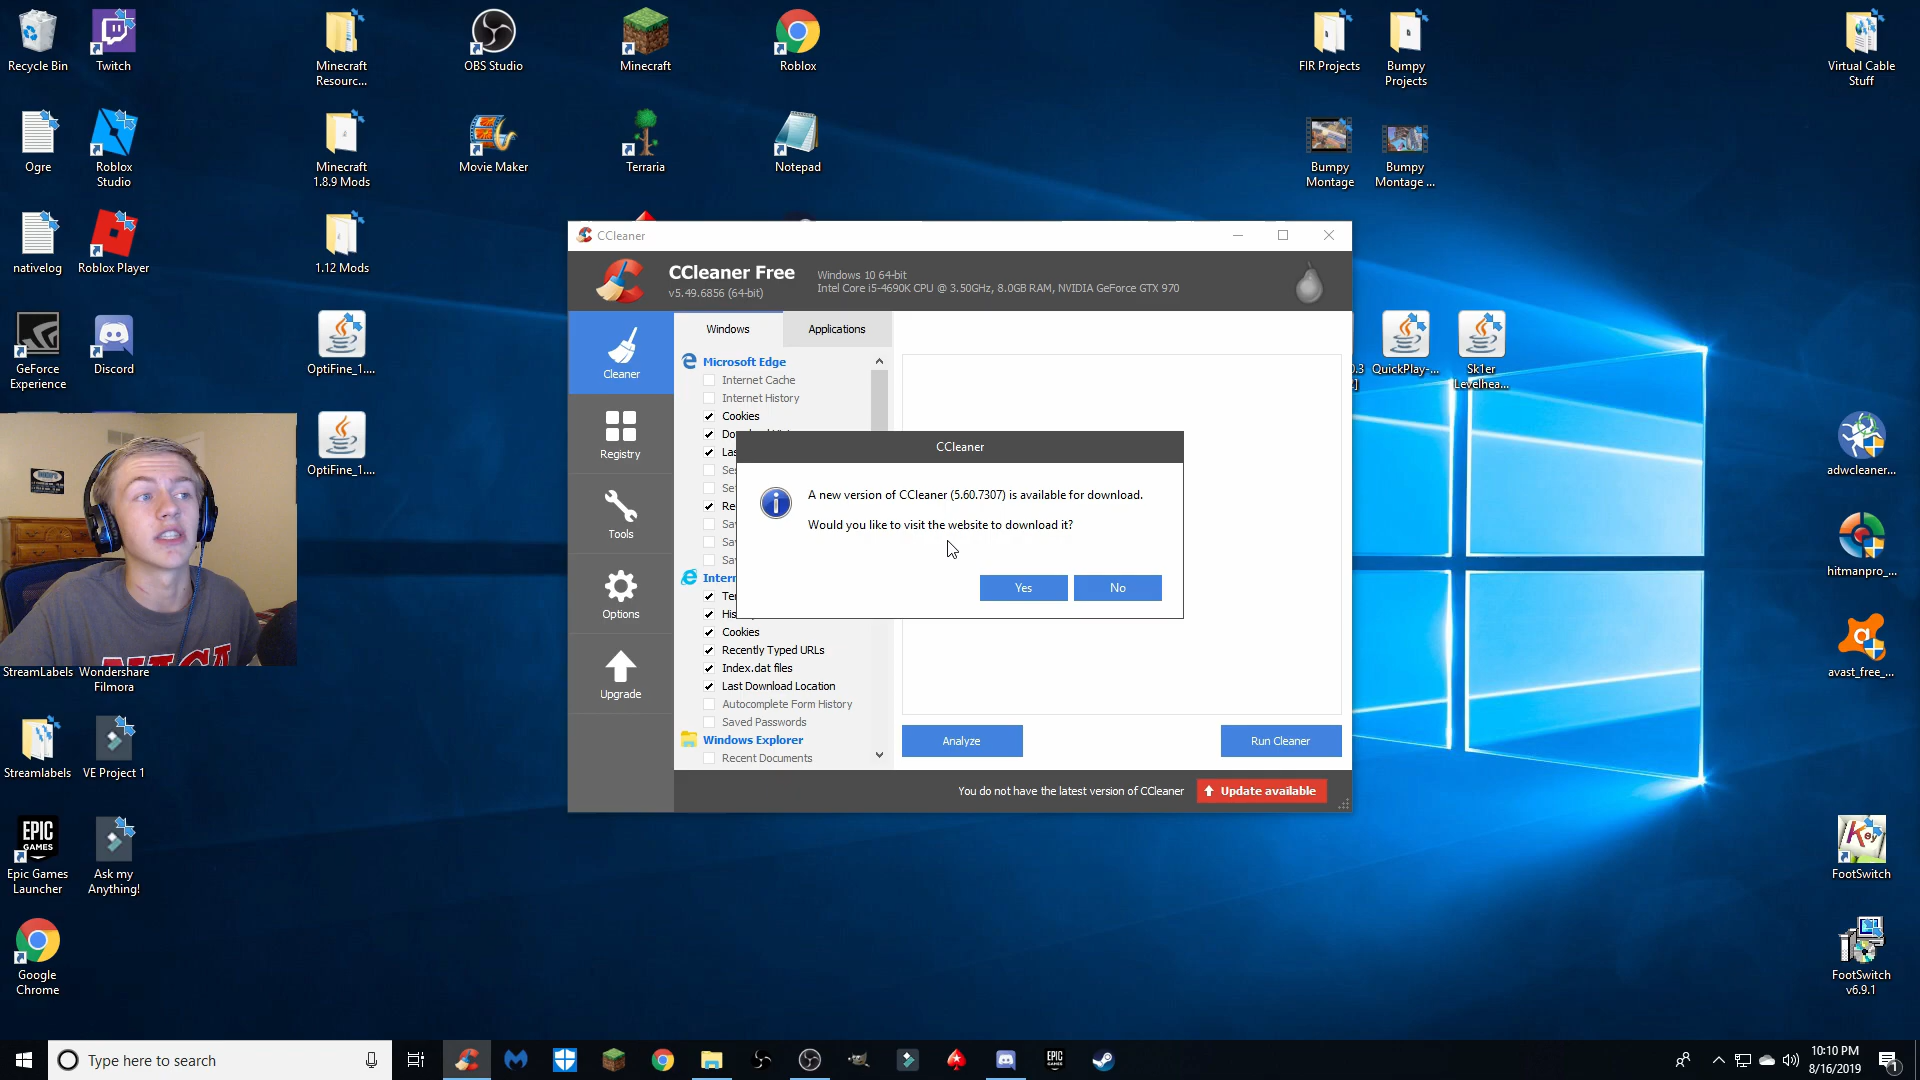 Recycle Bin
Twitch
Minecraft
Resourc...
OBS Studio
Minecraft
Roblox
FIR Projects
Bumpy
Projects
Virtual Cable
Stuff
Ogre
Roblox
Studio
Minecraft
1.8.9 Mods
Movie Maker
Terraria
Notepad
Bumpy
Montage
Bumpy
Montage ...
nativelog
Roblox Player
1.12 Mods
GeForce
Experience
Discord
OptiFine_1....
QuickPlay-...
Sk1er
Levelhea...
OptiFine_1....
adwcleaner...
hitmanpro_...
avast_free_...
StreamLabels
Wondershare
Filmora
Streamlabels
VE Project 1
EPIC
GAMES
Epic Games
Launcher
Ask my
Anything!
Google
Chrome
Key
FootSwitch
FootSwitch
v6.9.1
CCleaner
CCleaner Free
v5.49.6856 (64-bit)
Windows 10 64-bit
Intel Core i5-4690K CPU @ 3.50GHz, 8.0GB RAM, NVIDIA GeForce GTX 970
Cleaner
Registry
Tools
Options
Upgrade
Windows
Applications
Microsoft Edge
Internet Cache
Internet History
Cookies
CCleaner
A new version of CCleaner (5.60.7307) is available for download.
Would you like to visit the website to download it?
Yes
No
Cookies
Recently Typed URLs
Index.dat files
Last Download Location
Autocomplete Form History
Saved Passwords
Windows Explorer
Recent Documents
Analyze
Run Cleaner
You do not have the latest version of CCleaner
Update available
Type here to search
EPIC
GAMES
10:10 PM
8/16/2019
1